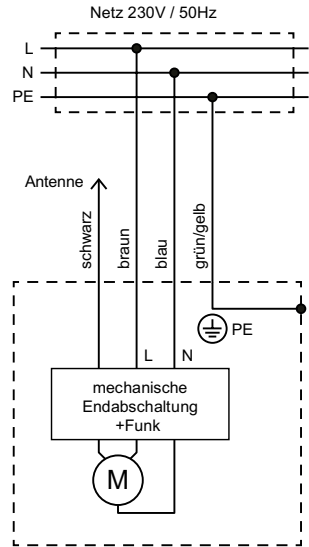 Netz 230V / 50Hz
L
N
PE
Antenne
schwarz
braun
blau
grün/gelb
PE
L
N
mechanische
Endabschaltung
+Funk
M